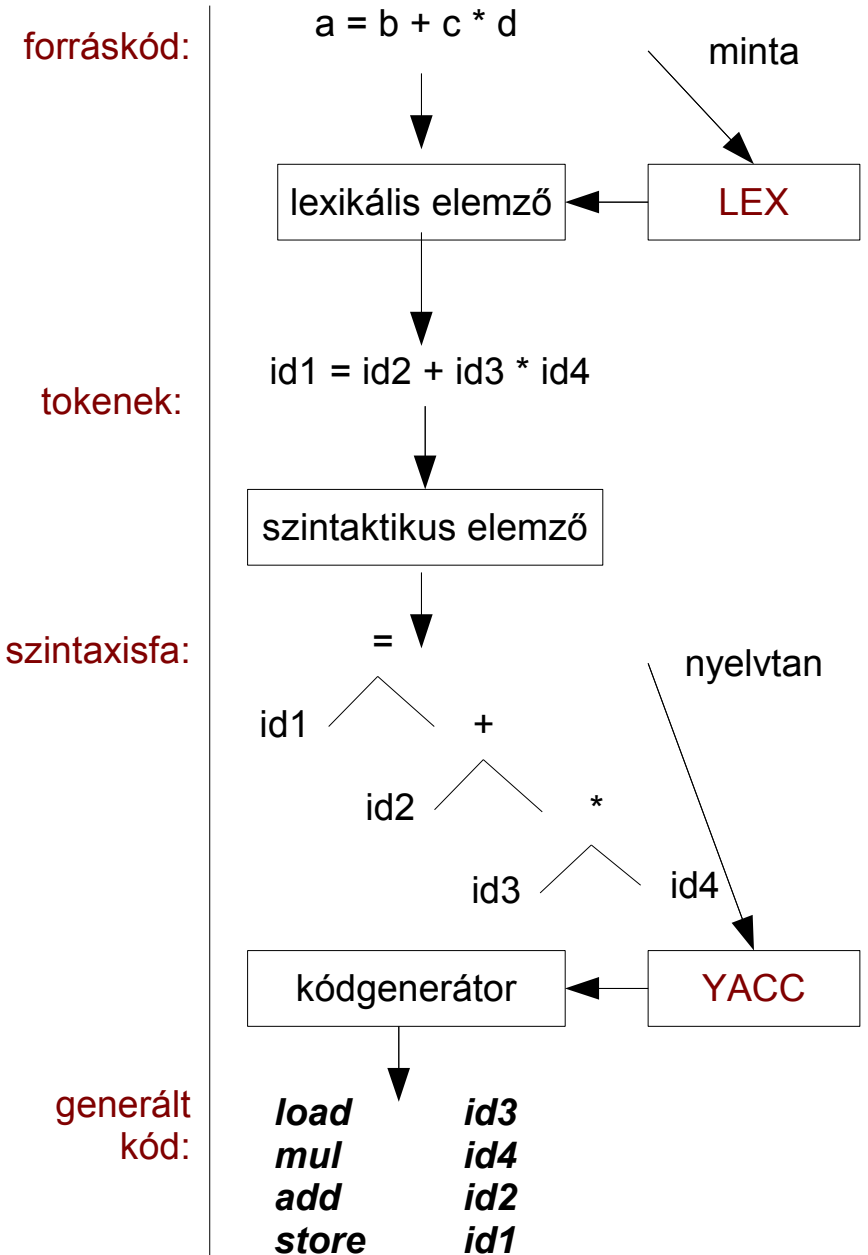 forráskód:
a = b + c * d
minta
lexikális elemző
LEX
tokenek:
id1 = id2 + id3 * id4
szintaktikus elemző
szintaxisfa:
=
nyelvtan
id1
+
id2
*
id3
id4
kódgenerátor
YACC
generált
kód:
load id3
mul id4
add id2
store id1